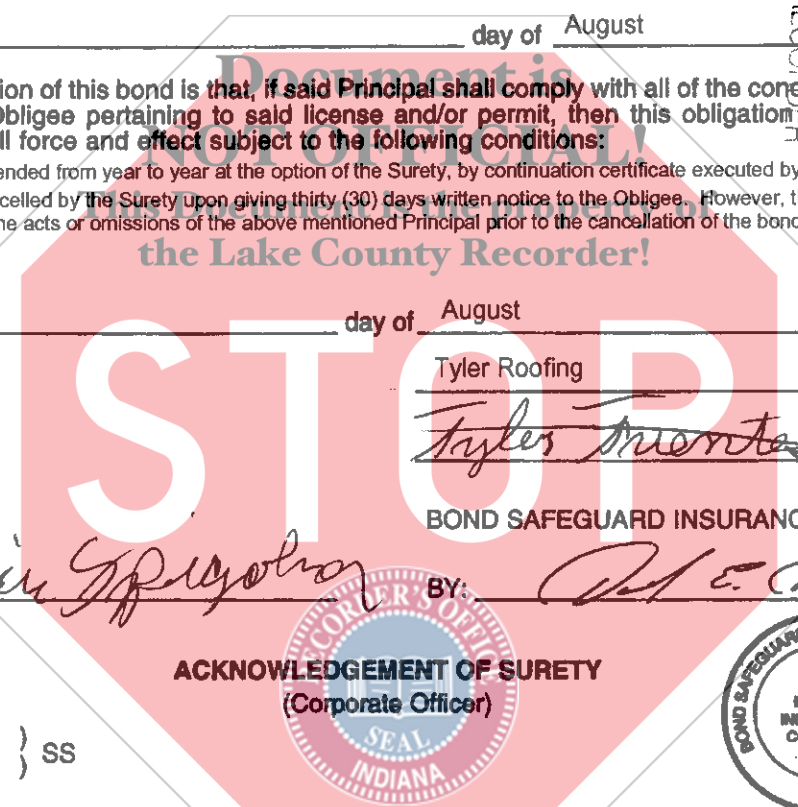 day of August
Document is
tion of this bond is that, if said Principal shall comply with all of the con
Obligee pertaining to said license and/or permit, then this obligation
ll force and effect subject to the following conditions:
NOT OFFICIAL!
ended from year to year at the option of the Surety, by continuation certificate executed by
celled by the Surety upon giving thirty (30) days written notice to the Obligee. However, t
This Document is the property of
he acts or omissions of the above mentioned Principal prior to the cancellation of the bond
the Lake County Recorder!
day of August
STOP
Tyler Roofing
Tyler
BOND SAFEGUARD INSURANC
BY:
RECORDER'S OFFICE
ACKNOWLEDGEMENT OF SURETY
(Corporate Officer)
SEAL
INDIANA
BOND SAFEGUARD
) SS
)